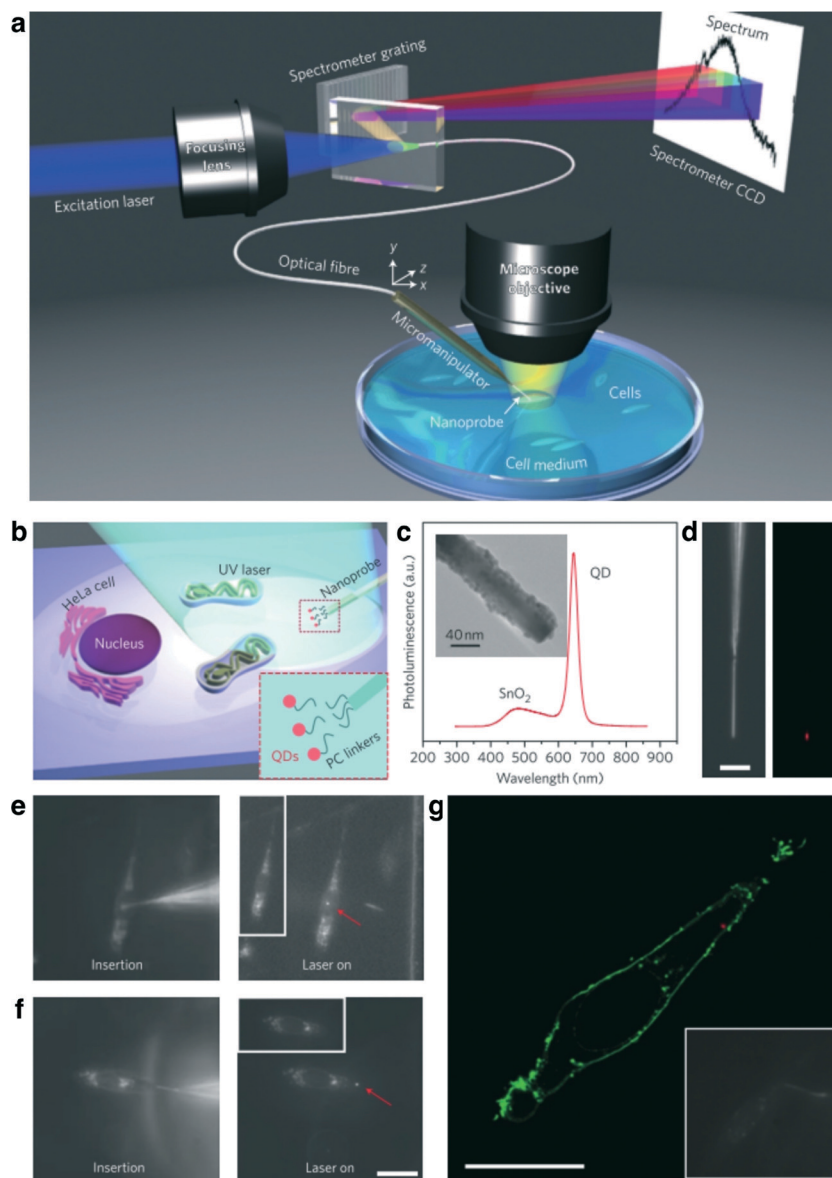 a
Spectrum
Spectrometer grating
Focusing
lens
Excitation laser
Spectrometer CCD
Optical fibre
y
z
x
Microscope
objective
Micromanipulator
Nanoprobe
Cells
Cell medium
b
HeLa cell
Nucleus
UV laser
Nanoprobe
QDs
PC linkers
c
Photoluminescence (a.u.)
40 nm
QD
SnO2
200 300 400 500 600 700 800 900
Wavelength (nm)
d
e
Insertion
Laser on
f
Insertion
Laser on
g